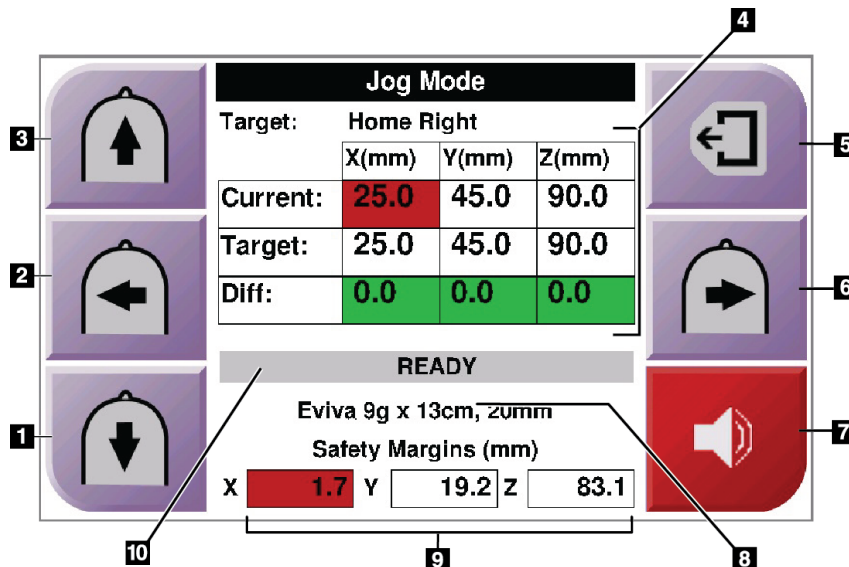 4
Jog Mode
3
Target: Home Right
5
X(mm) Y(mm) Z(mm)
Current: 25.0 45.0 90.0
Target: 25.0 45.0 90.0
2
Diff: 0.0 0.0 0.0
6
READY
Eviva 9g x 13cm, 20mm
1
Safety Margins (mm)
7
X 1.7 Y 19.2 Z 83.1
10
9
8